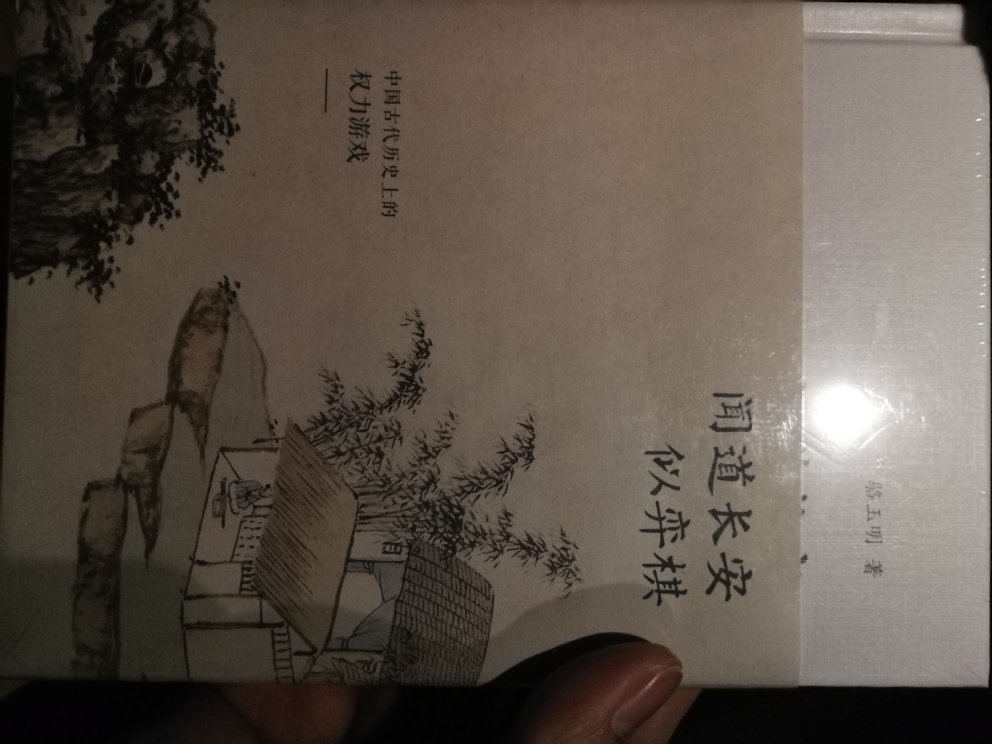 骆玉明 著
闻道长安
似弈棋
中国古代历史上的
权力游戏